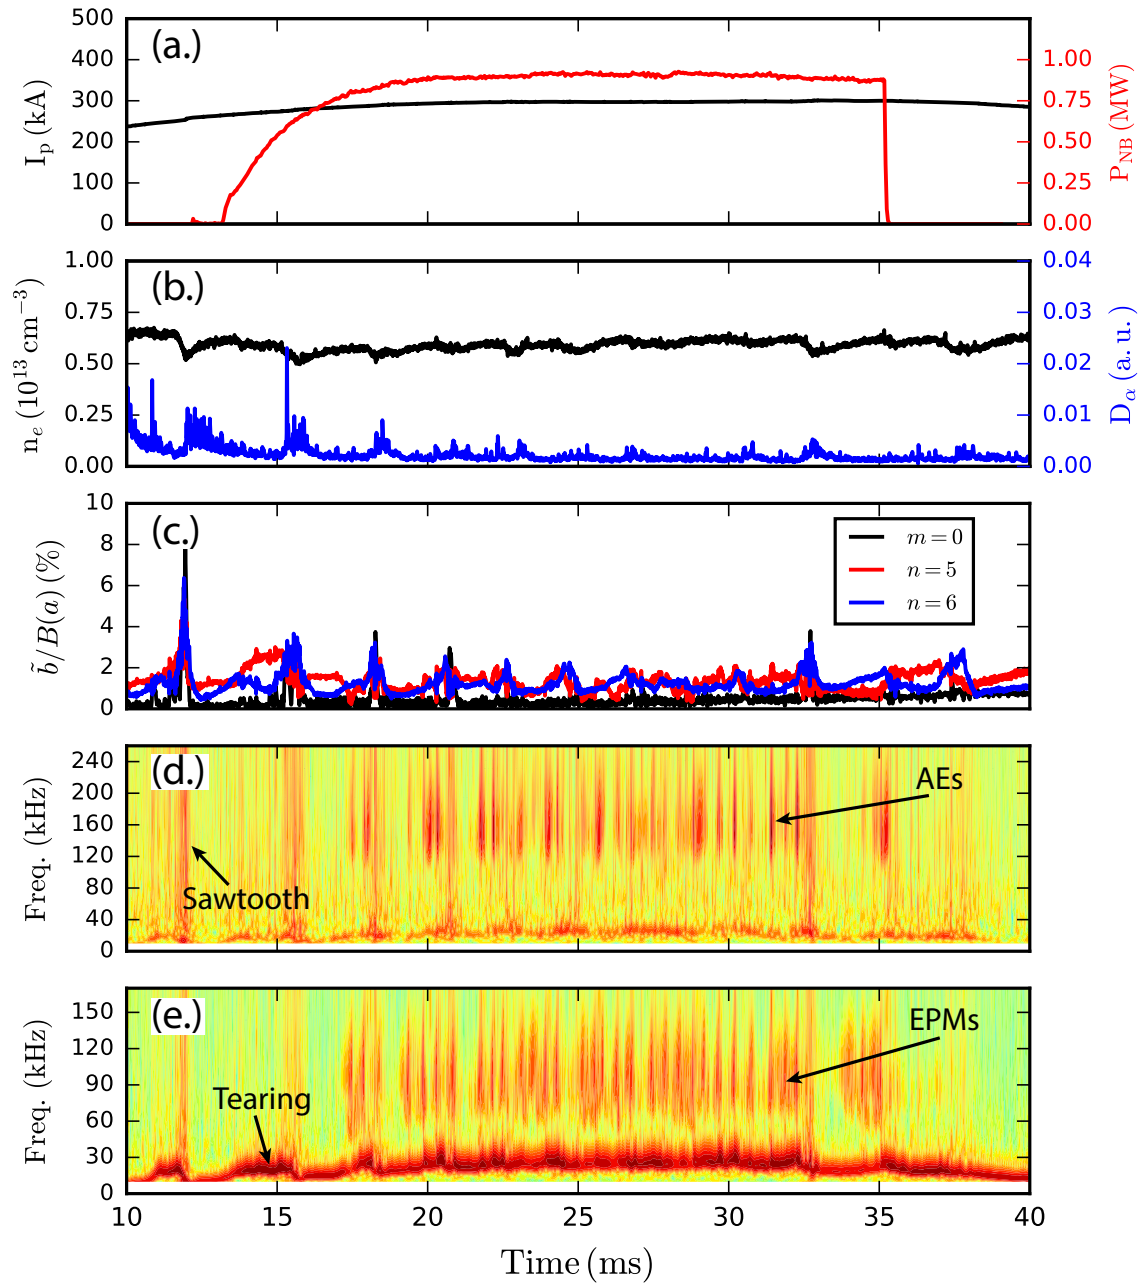 (a.)
500
400
300
200
100
0
I_p (kA)
1.00
0.75
0.50
0.25
0.00
P_NB (MW)
(b.)
1.00
0.75
0.50
0.25
0.00
n_e (10^13 cm^−3)
0.04
0.03
0.02
0.01
0.00
D_α (a. u.)
(c.)
10
8
6
4
2
0
b̃/B(a) (%)
m = 0
n = 5
n = 6
(d.)
240
200
160
120
80
40
0
Freq. (kHz)
AEs
Sawtooth
(e.)
150
120
90
60
30
0
Freq. (kHz)
EPMs
Tearing
10 15 20 25 30 35 40
Time (ms)